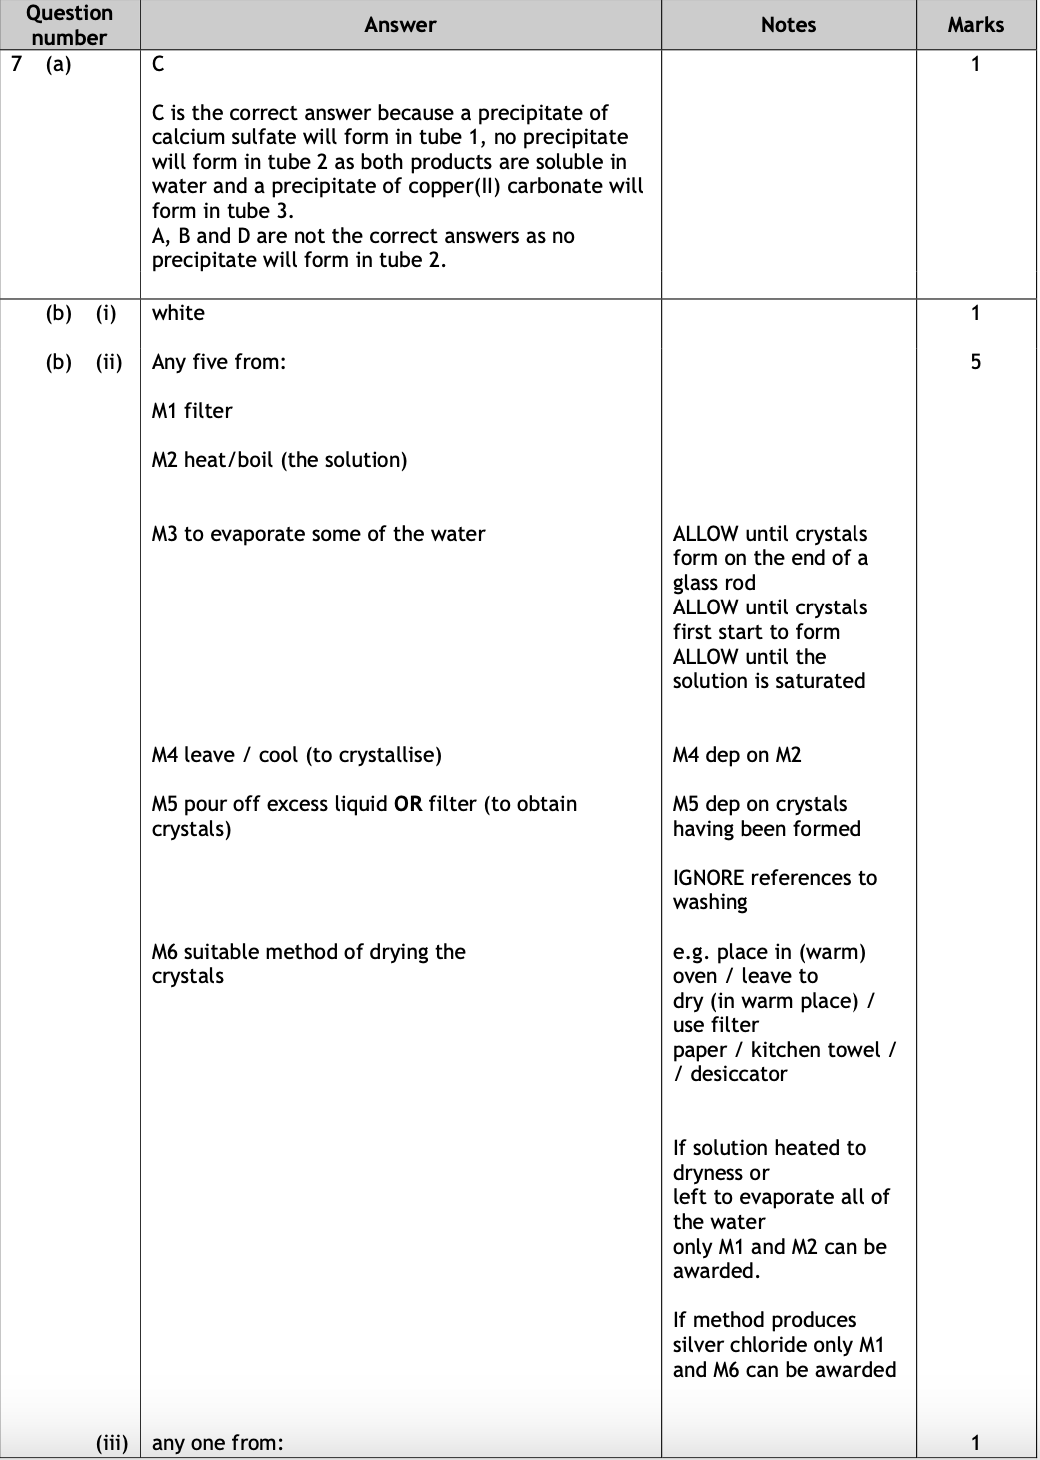 Question number Answer Notes Marks
7 (a) C 1
C is the correct answer because a precipitate of
calcium sulfate will form in tube 1, no precipitate
will form in tube 2 as both products are soluble in
water and a precipitate of copper(II) carbonate will
form in tube 3.
A, B and D are not the correct answers as no
precipitate will form in tube 2.
(b) (i) white 1
(b) (ii) Any five from: 5
M1 filter
M2 heat/boil (the solution)
M3 to evaporate some of the water
ALLOW until crystals
form on the end of a
glass rod
ALLOW until crystals
first start to form
ALLOW until the
solution is saturated
M4 leave / cool (to crystallise)
M4 dep on M2
M5 pour off excess liquid OR filter (to obtain
crystals)
M5 dep on crystals
having been formed
IGNORE references to
washing
M6 suitable method of drying the
crystals
e.g. place in (warm)
oven / leave to
dry (in warm place) /
use filter
paper / kitchen towel /
/ desiccator
If solution heated to
dryness or
left to evaporate all of
the water
only M1 and M2 can be
awarded.
If method produces
silver chloride only M1
and M6 can be awarded
(iii) any one from: 1